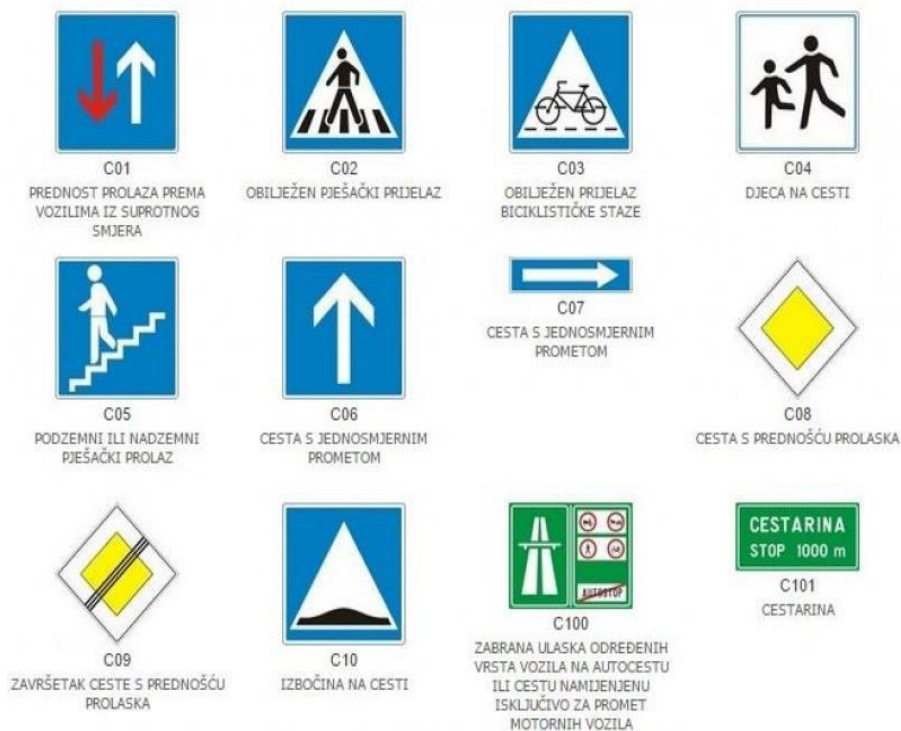 C01
PREDNOST PROLAZA PREMA
VOZILIMA IZ SUPROTNOG
SMJERA
C02
OBILJEŽEN PJEŠAČKI PRIJELAZ
C03
OBILJEŽEN PRIJELAZ
BICIKLISTIČKE STAZE
C04
DJECA NA CESTI
C05
PODZEMNI ILI NADZEMNI
PJEŠAČKI PROLAZ
C06
CESTA S JEDNOSMJERNIM
PROMETOM
C07
CESTA S JEDNOSMJERNIM
PROMETOM
C08
CESTA S PREDNOŠĆU PROLASKA
C09
ZAVRŠETAK CESTE S PREDNOŠĆU
PROLASKA
C10
IZBOČINA NA CESTI
AUTOSTOP
C100
ZABRANA ULASKA ODREĐENIH
VRSTA VOZILA NA AUTOCESTU
ILI CESTU NAMIJENJENU
ISKLJUČIVO ZA PROMET
MOTORNIH VOZILA
CESTARINA
STOP 1000 m
C101
CESTARINA